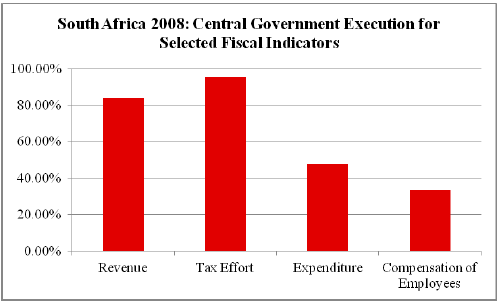 South Africa 2008: Central Government Execution for
Selected Fiscal Indicators
100.00%
80.00%
60.00%
40.00%
20.00%
0.00%
Revenue
Tax Effort
Expenditure
Compensation of
Employees